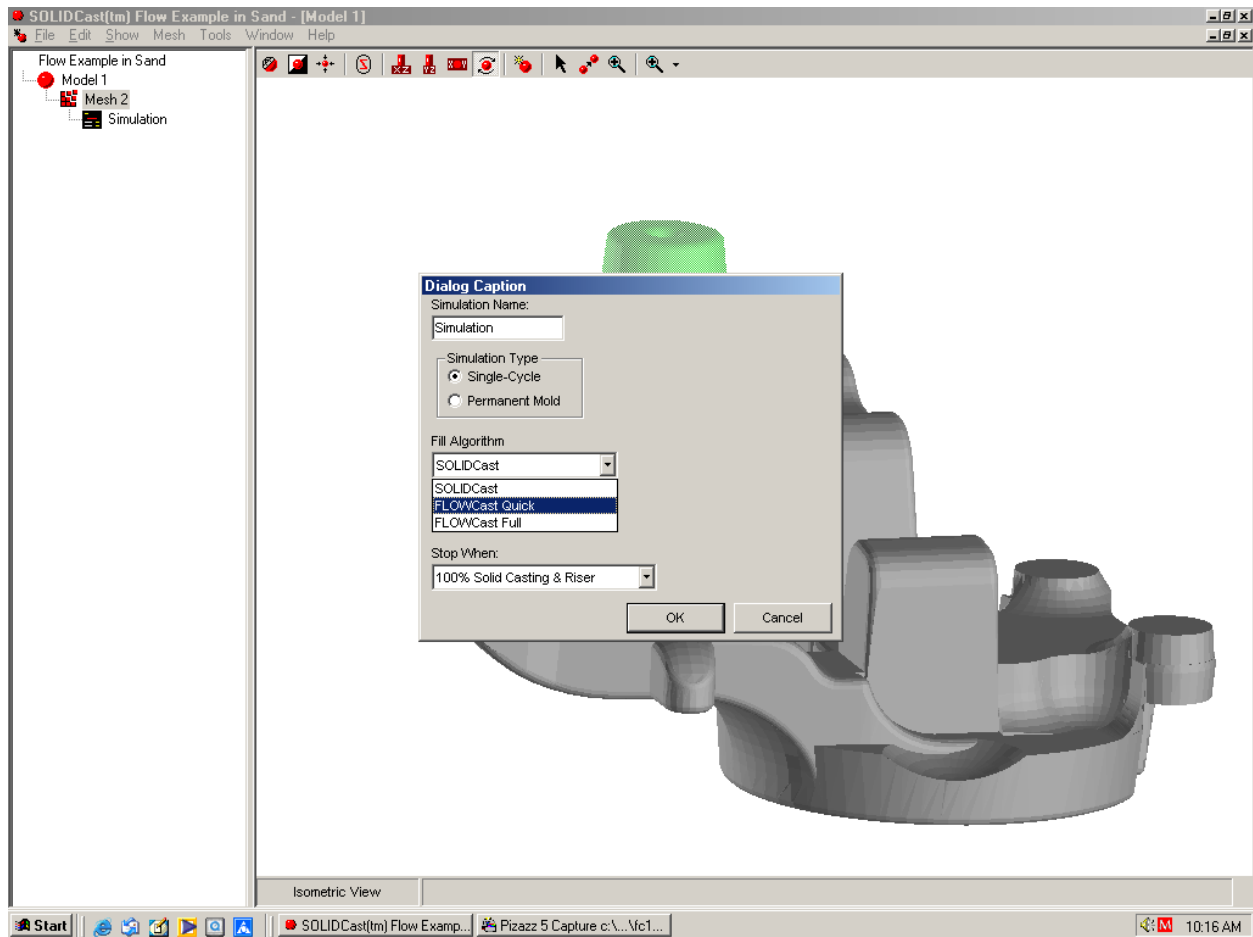 SOLIDCast(tm) Flow Example in Sand - [Model 1]
File Edit Show Mesh Tools Window Help
Flow Example in Sand
Model 1
Mesh 2
Simulation
XZ YZ X Y
Dialog Caption
Simulation Name:
Simulation
Simulation Type
Single-Cycle
Permanent Mold
Fill Algorithm
SOLIDCast
SOLIDCast
FLOWCast Quick
FLOWCast Full
Stop When:
100% Solid Casting & Riser
OK Cancel
Isometric View
Start SOLIDCast(tm) Flow Examp... Pizazz 5 Capture c:\...\fc1... M 10:16 AM